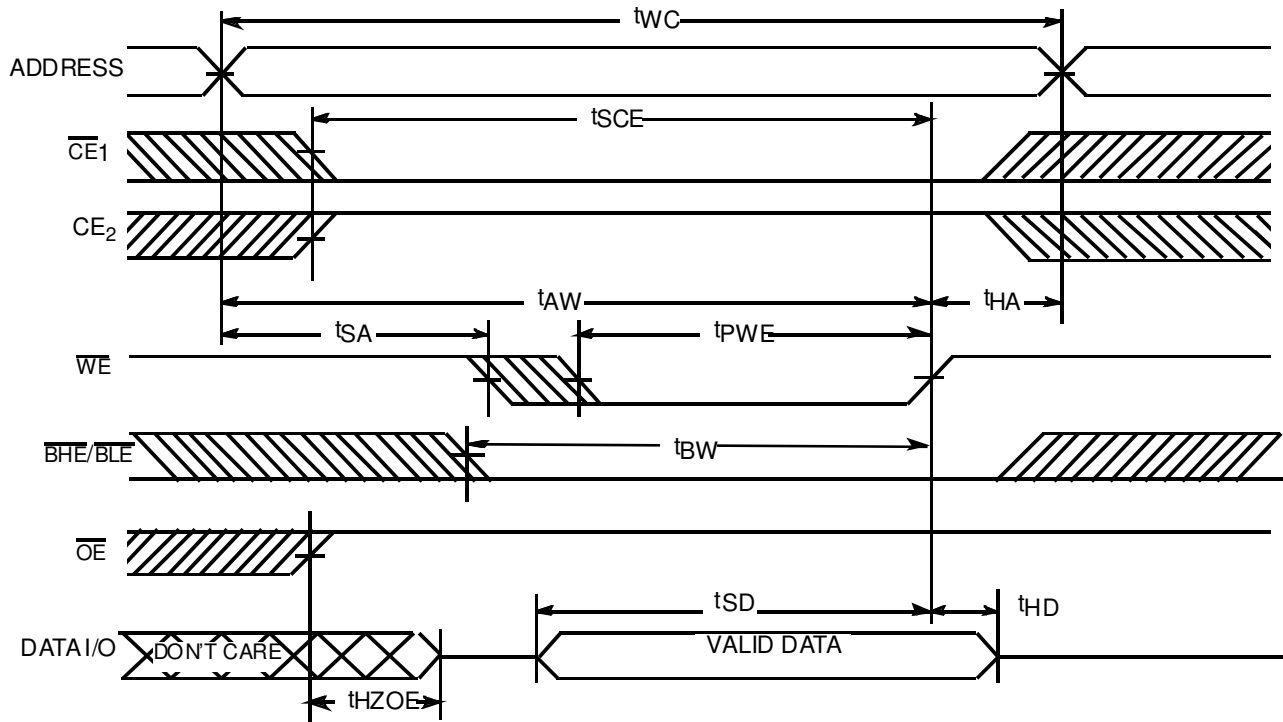 tWC
ADDRESS
tSCE
CE1
CE2
tAW
tHA
tSA
tPWE
WE
tBW
BHE/BLE
OE
tSD
tHD
DATA I/O
DON'T CARE
VALID DATA
tHZOE